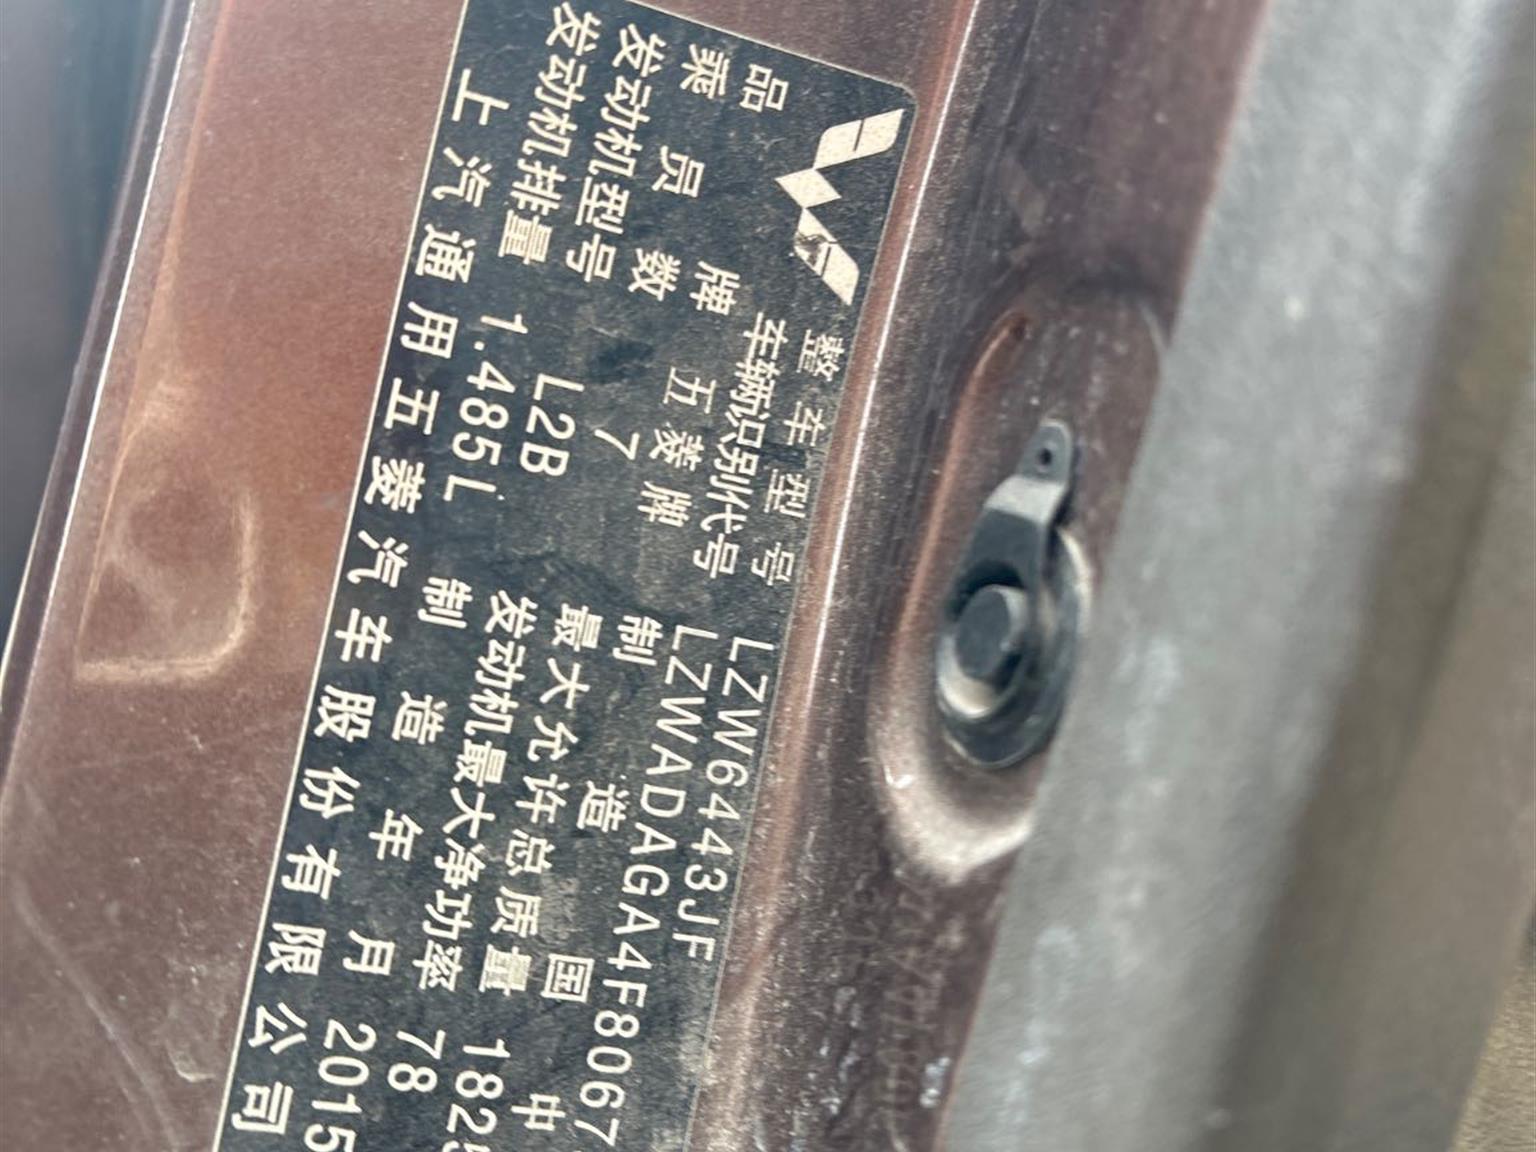 整车型号 LZW6443JF
车辆识别代号 LZWADAGA4F8067
品牌 五菱牌 制造国 中
乘员数 7 最大允许总质量 1825
发动机型号 L2B 发动机最大净功率 78
发动机排量 1.485L 制造年月 2015
上汽通用五菱汽车股份有限公司